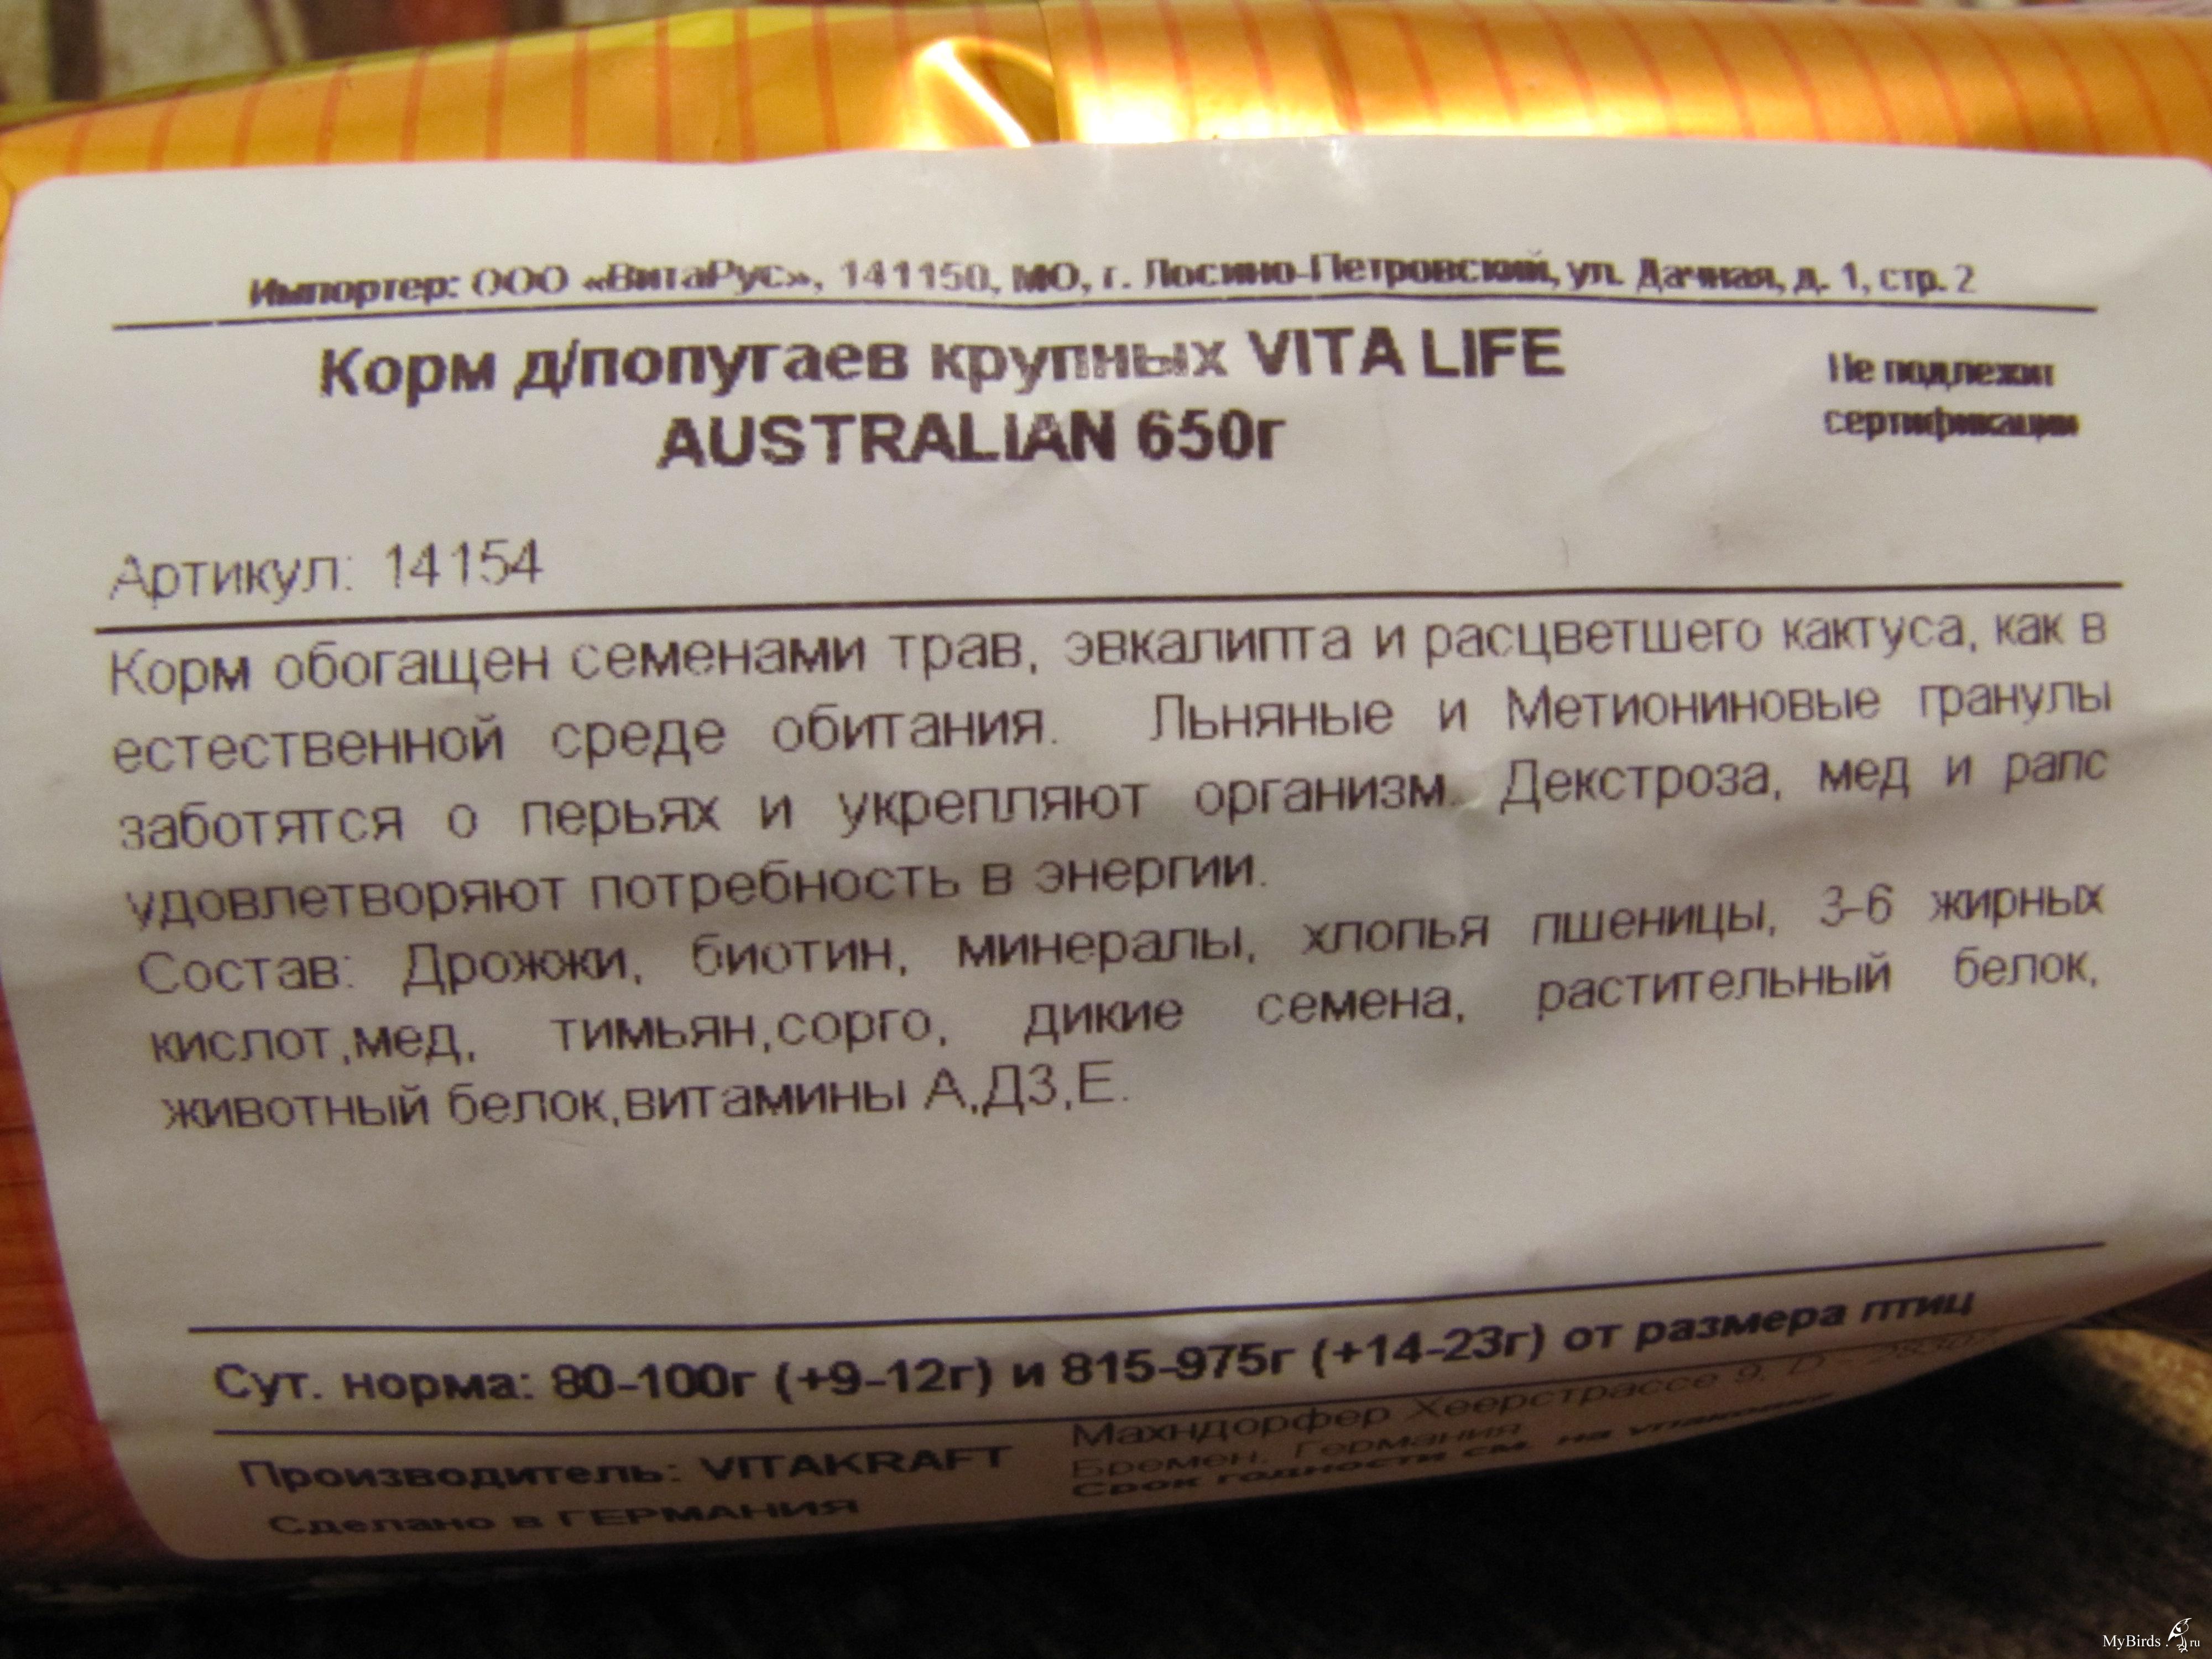 Импортер: ООО «ВитаРус», 141150, МО, г. Лосино-Петровский, ул. Дачная, д. 1, стр. 2
Корм д/попугаев крупных VITA LIFE
AUSTRALIAN 650г
Не подлежит
сертификации
Артикул: 14154
Корм обогащен семенами трав, эвкалипта и расцветшего кактуса, как в
естественной среде обитания. Льняные и Метиониновые гранулы
заботятся о перьях и укрепляют организм. Декстроза, мед и рапс
удовлетворяют потребность в энергии.
Состав: Дрожжи, биотин, минералы, хлопья пшеницы, 3-6 жирных
кислот,мед, тимьян,сорго, дикие семена, растительный белок,
животный белок,витамины А,Д3,Е.
Сут. норма: 80-100г (+9-12г) и 815-975г (+14-23г) от размера птиц
Производитель: VITAKRAFT
Сделано в ГЕРМАНИЯ
Махндорфер Хеерстрассе 9, D
Бремен, Германия
Срок годности см. на упаковке
MyBirds.ru